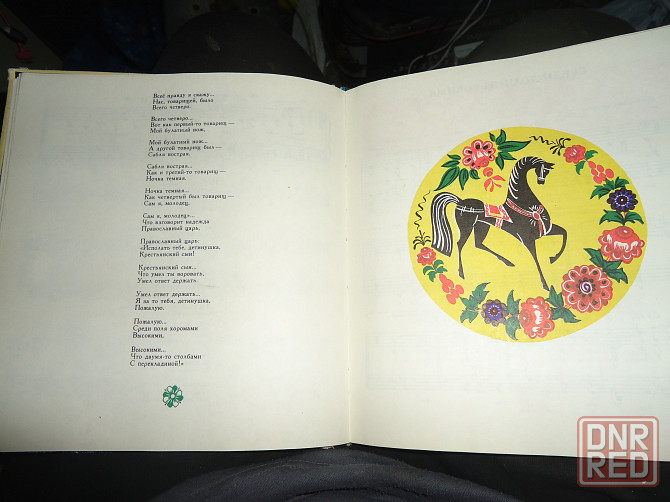 Всеё правду я скажу...
Нас, товарищей, было
Всего четверо.
Всего четверо...
Вот как первый-то товарищ —
Мой булатный нож.
Мой булатный нож...
А другой товарищ был —
Сабля вострая.
Сабля вострая...
Как и третий-то товарищ —
Ночка темная.
Ночка темная...
Как четвертый был товарищ —
Сам я, молодец.
Сам я, молодец...
Что взговорит надежда
Православный царь.
Православный царь:
«Исполать тебе, детинушка,
Крестьянский сын!
Крестьянский сын...
Что умел ты воровать,
Умел ответ держать.
Умел ответ держать...
Я за то тебя, детинушка,
Пожалую.
Пожалую...
Среди поля хоромами
Высокими,
Высокими...
Что двумя-то столбами
С перекладиной!»
DNR
RED